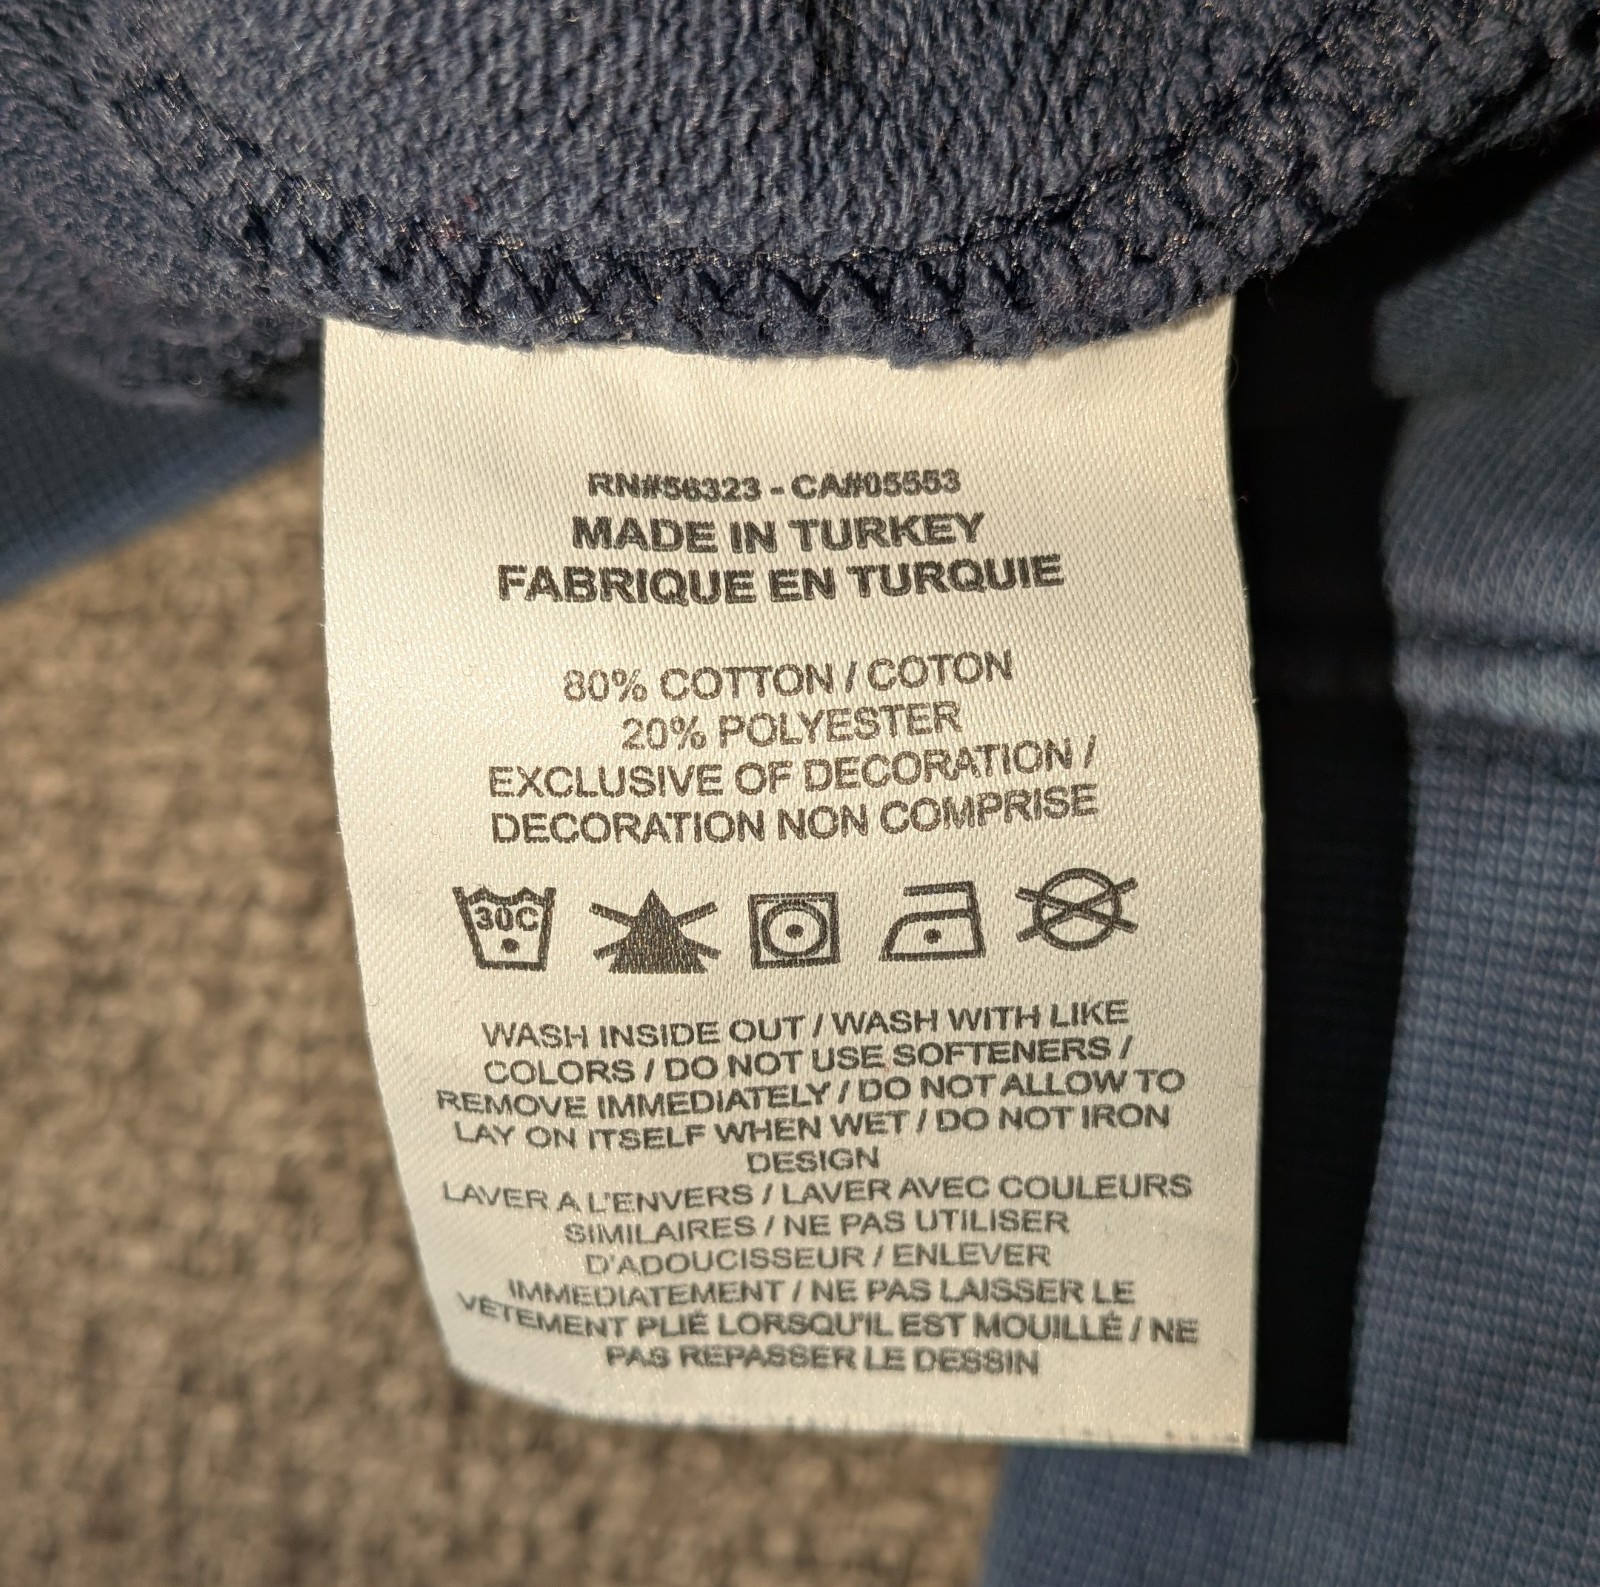 RN#56323 - CA#05553
MADE IN TURKEY
FABRIQUE EN TURQUIE
80% COTTON / COTON
20% POLYESTER
EXCLUSIVE OF DECORATION /
DECORATION NON COMPRISE
30C
WASH INSIDE OUT / WASH WITH LIKE
COLORS / DO NOT USE SOFTENERS /
REMOVE IMMEDIATELY / DO NOT ALLOW TO
LAY ON ITSELF WHEN WET / DO NOT IRON
DESIGN
LAVER A L'ENVERS / LAVER AVEC COULEURS
SIMILAIRES / NE PAS UTILISER
D'ADOUCISSEUR / ENLEVER
IMMEDIATEMENT / NE PAS LAISSER LE
VÊTEMENT PLIÉ LORSQU'IL EST MOUILLÉ / NE
PAS REPASSER LE DESSIN